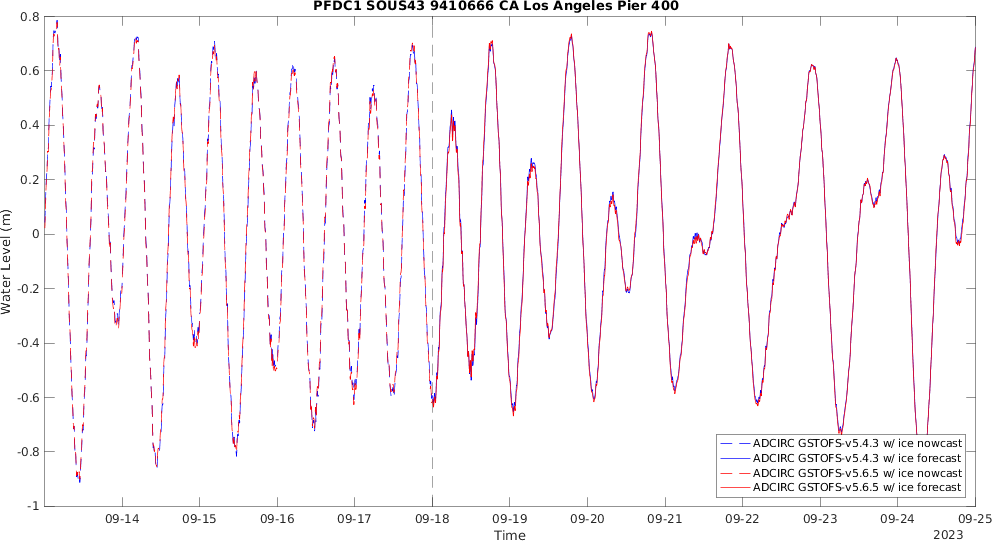 PFDC1 SOUS43 9410666 CA Los Angeles Pier 400
0.8
0.6
0.4
0.2
0
-0.2
-0.4
-0.6
-0.8
-1
Water Level (m)
ADCIRC GSTOFS-v5.4.3 w/ ice nowcast
ADCIRC GSTOFS-v5.4.3 w/ ice forecast
ADCIRC GSTOFS-v5.6.5 w/ ice nowcast
ADCIRC GSTOFS-v5.6.5 w/ ice forecast
09-14 09-15 09-16 09-17 09-18 09-19 09-20 09-21 09-22 09-23 09-24 09-25
Time
2023